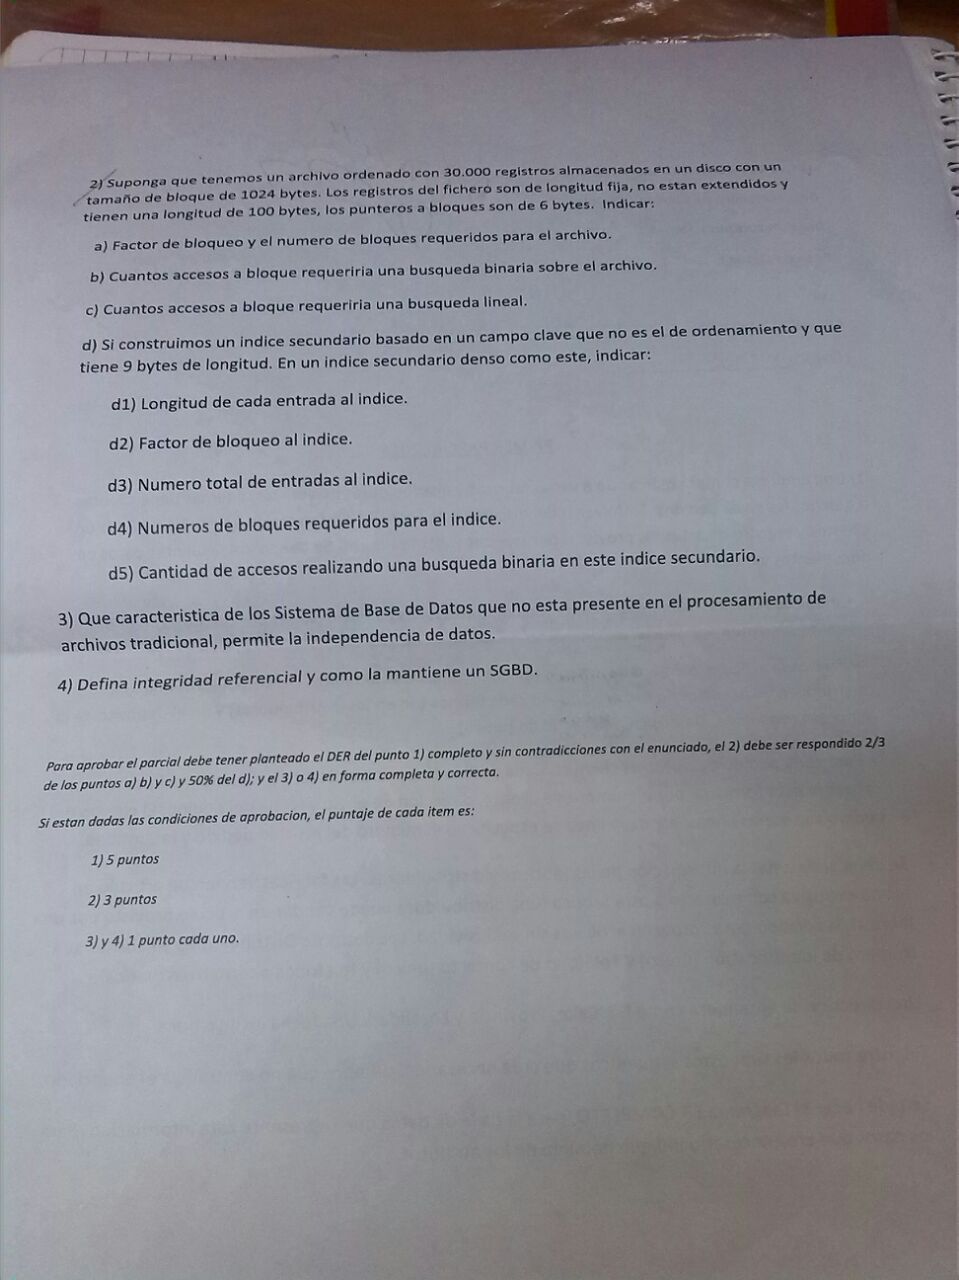 2) Suponga que tenemos un archivo ordenado con 30.000 registros almacenados en un disco con un
tamaño de bloque de 1024 bytes. Los registros del fichero son de longitud fija, no estan extendidos y
tienen una longitud de 100 bytes, los punteros a bloques son de 6 bytes. Indicar:
a) Factor de bloqueo y el numero de bloques requeridos para el archivo.
b) Cuantos accesos a bloque requeriria una busqueda binaria sobre el archivo.
c) Cuantos accesos a bloque requeriria una busqueda lineal.
d) Si construimos un indice secundario basado en un campo clave que no es el de ordenamiento y que
tiene 9 bytes de longitud. En un indice secundario denso como este, indicar:
d1) Longitud de cada entrada al indice.
d2) Factor de bloqueo al indice.
d3) Numero total de entradas al indice.
d4) Numeros de bloques requeridos para el indice.
d5) Cantidad de accesos realizando una busqueda binaria en este indice secundario.
3) Que caracteristica de los Sistema de Base de Datos que no esta presente en el procesamiento de
archivos tradicional, permite la independencia de datos.
4) Defina integridad referencial y como la mantiene un SGBD.
Para aprobar el parcial debe tener planteado el DER del punto 1) completo y sin contradicciones con el enunciado, el 2) debe ser respondido 2/3
de los puntos a) b) y c) y 50% del d); y el 3) o 4) en forma completa y correcta.
Si estan dadas las condiciones de aprobacion, el puntaje de cada item es:
1) 5 puntos
2) 3 puntos
3) y 4) 1 punto cada uno.